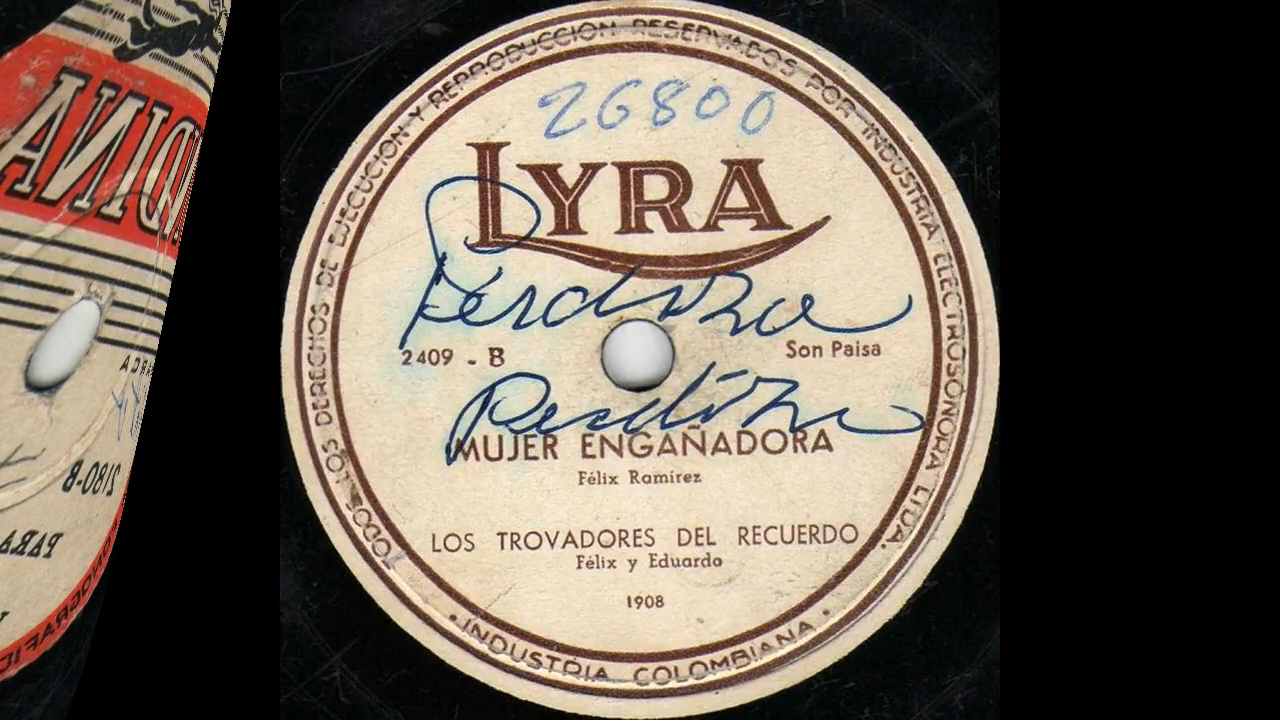 TODOS LOS DERECHOS DE EJECUCION Y REPRODUCCION RESERVADOS POR INDUSTRIA ELECTROSONORA LTDA.
26800
LYRA
2409 - B
Son Paisa
MUJER ENGAÑADORA
Félix Ramírez
LOS TROVADORES DEL RECUERDO
Félix y Eduardo
1908
• INDUSTRIA COLOMBIANA •
DINA
2180-B
PARA